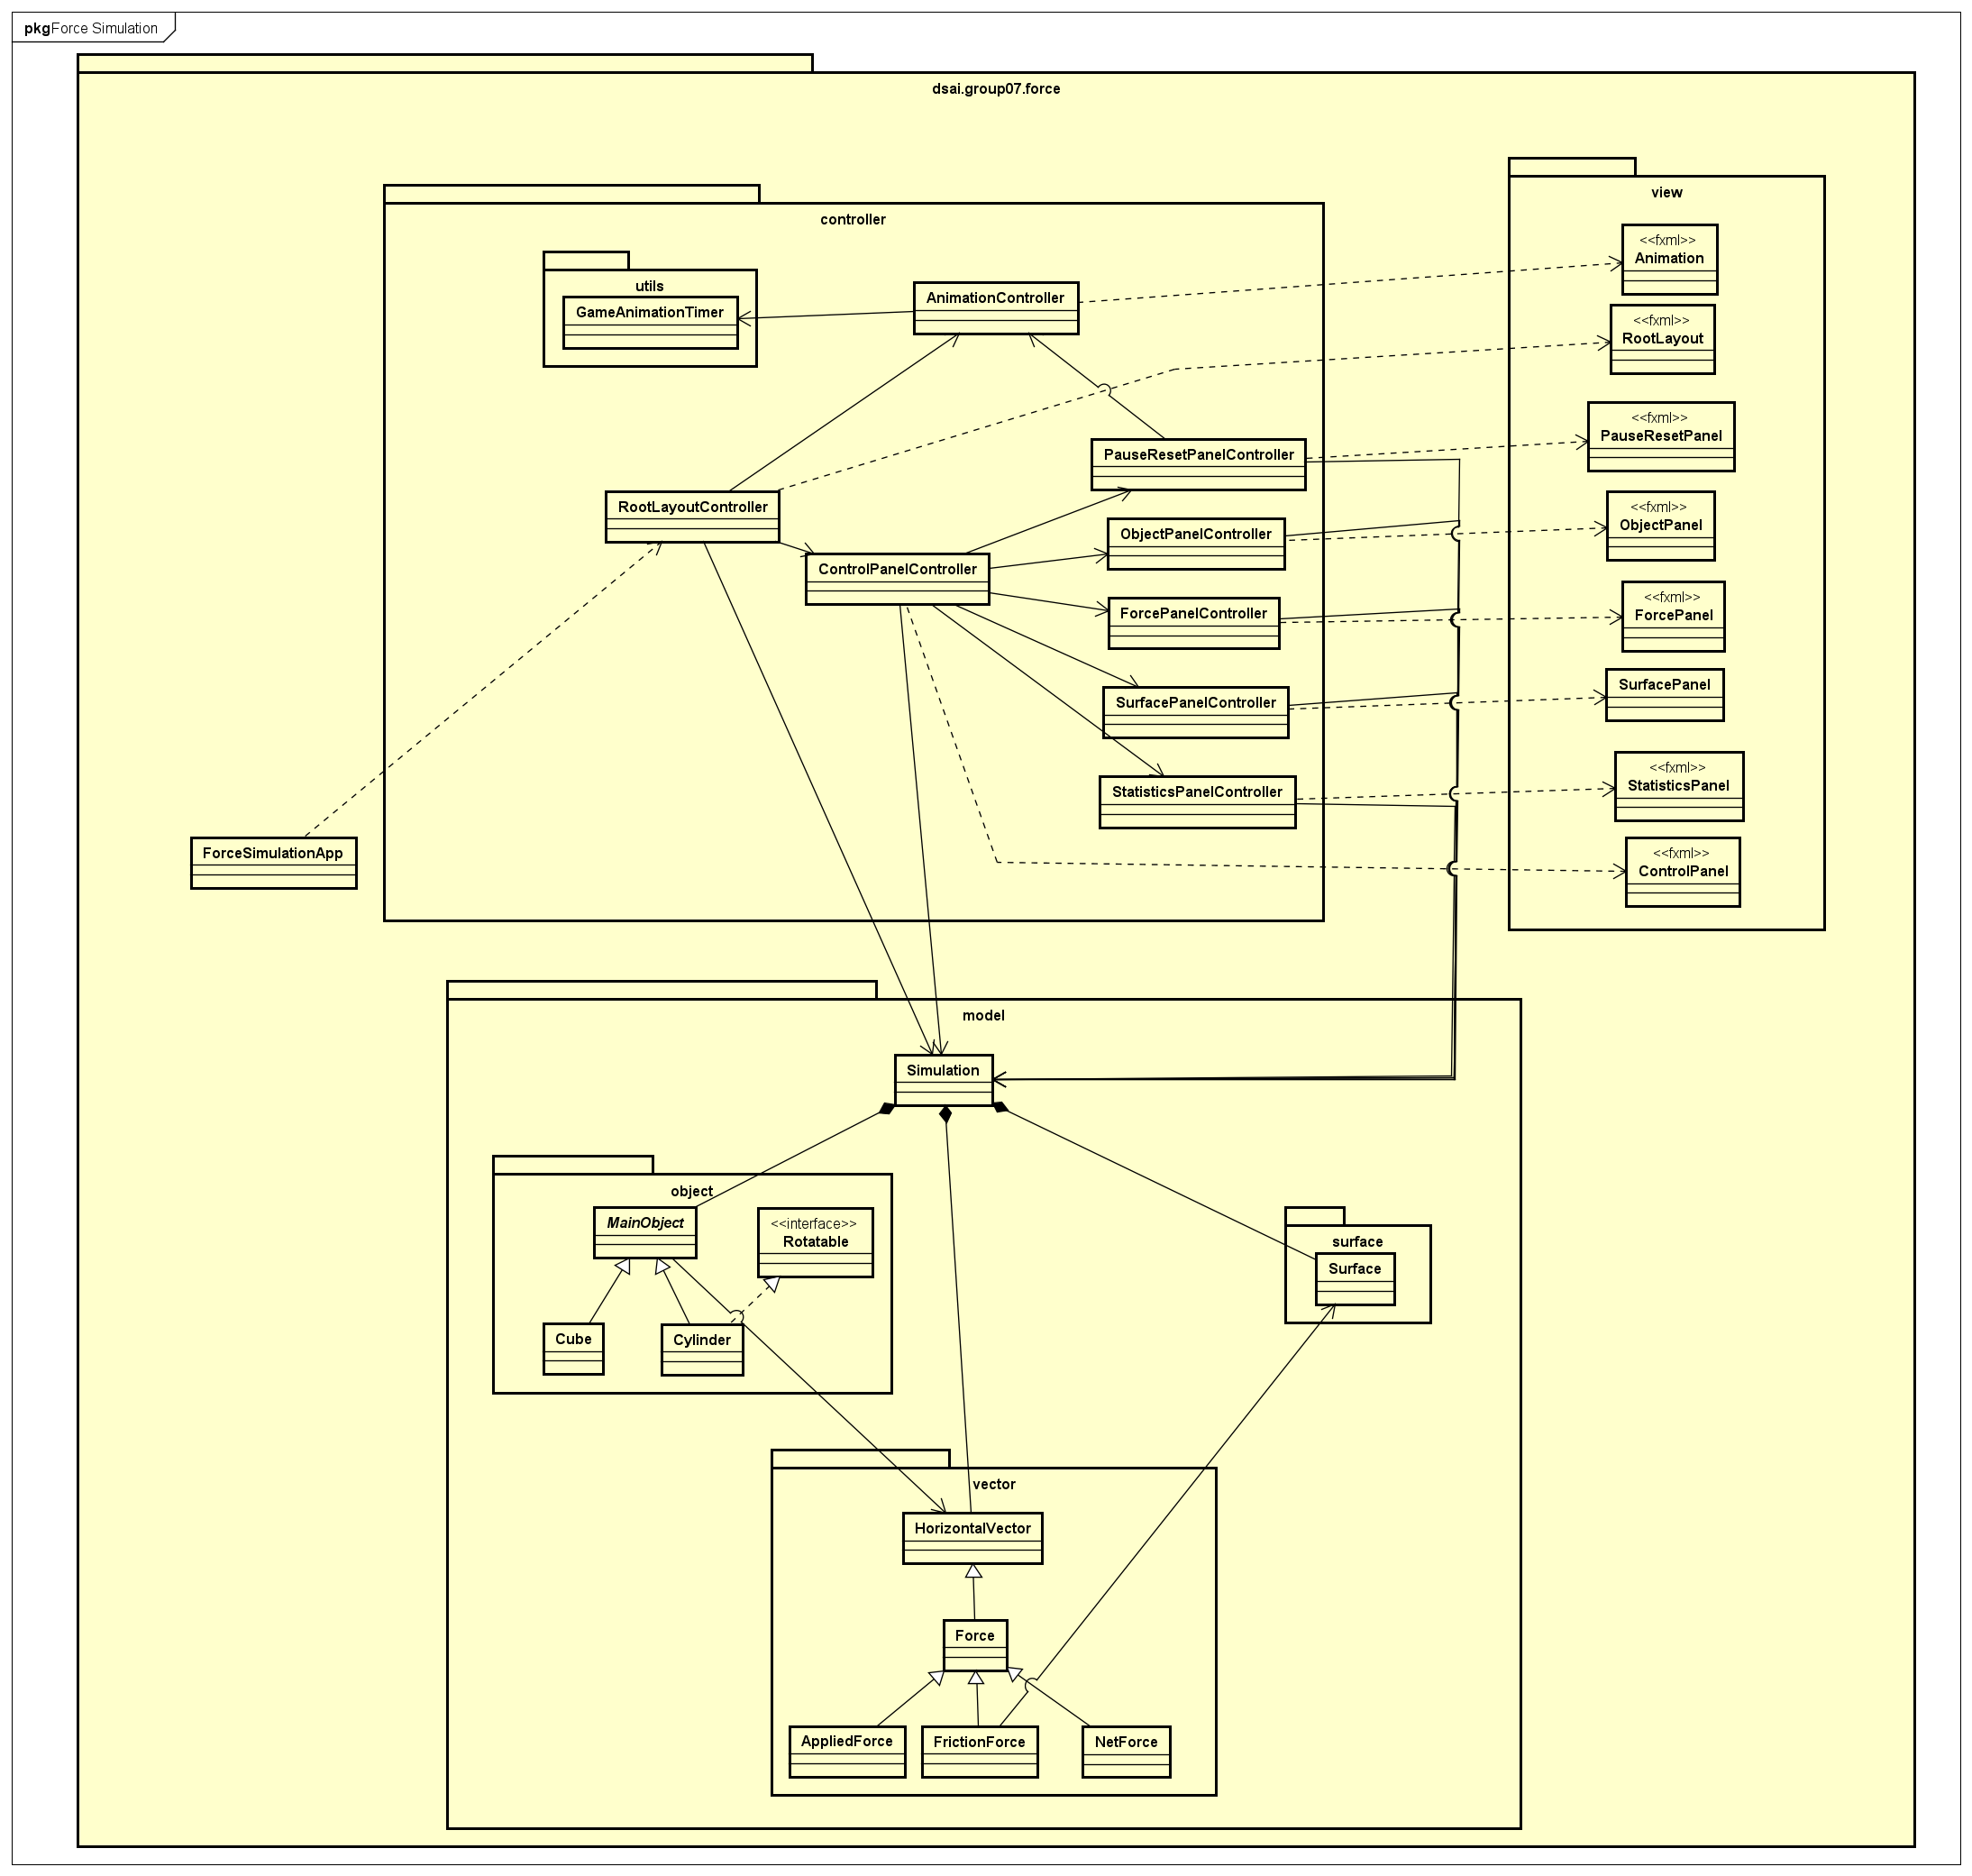 pkg Force Simulation
dsai.group07.force
controller
utils
GameAnimationTimer
AnimationController
RootLayoutController
ControlPanelController
PauseResetPanelController
ObjectPanelController
ForcePanelController
SurfacePanelController
StatisticsPanelController
view
<<fxml>>
Animation
<<fxml>>
RootLayout
<<fxml>>
PauseResetPanel
<<fxml>>
ObjectPanel
<<fxml>>
ForcePanel
SurfacePanel
<<fxml>>
StatisticsPanel
<<fxml>>
ControlPanel
ForceSimulationApp
model
Simulation
object
MainObject
<<interface>>
Rotatable
Cube
Cylinder
surface
Surface
vector
HorizontalVector
Force
AppliedForce
FrictionForce
NetForce